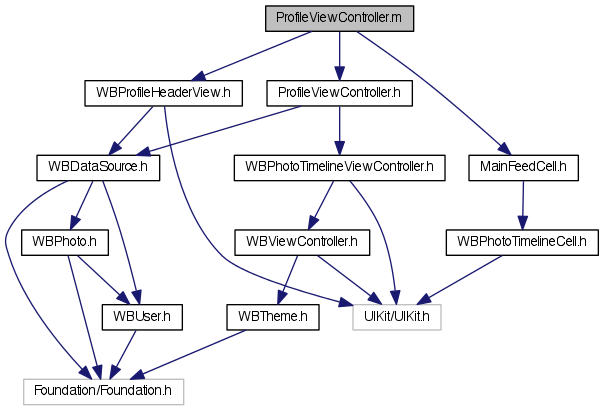 ProfileViewController.m
WBProfileHeaderView.h
ProfileViewController.h
WBDataSource.h
WBPhotoTimelineViewController.h
MainFeedCell.h
WBPhoto.h
WBViewController.h
WBPhotoTimelineCell.h
WBUser.h
WBTheme.h
UIKit/UIKit.h
Foundation/Foundation.h